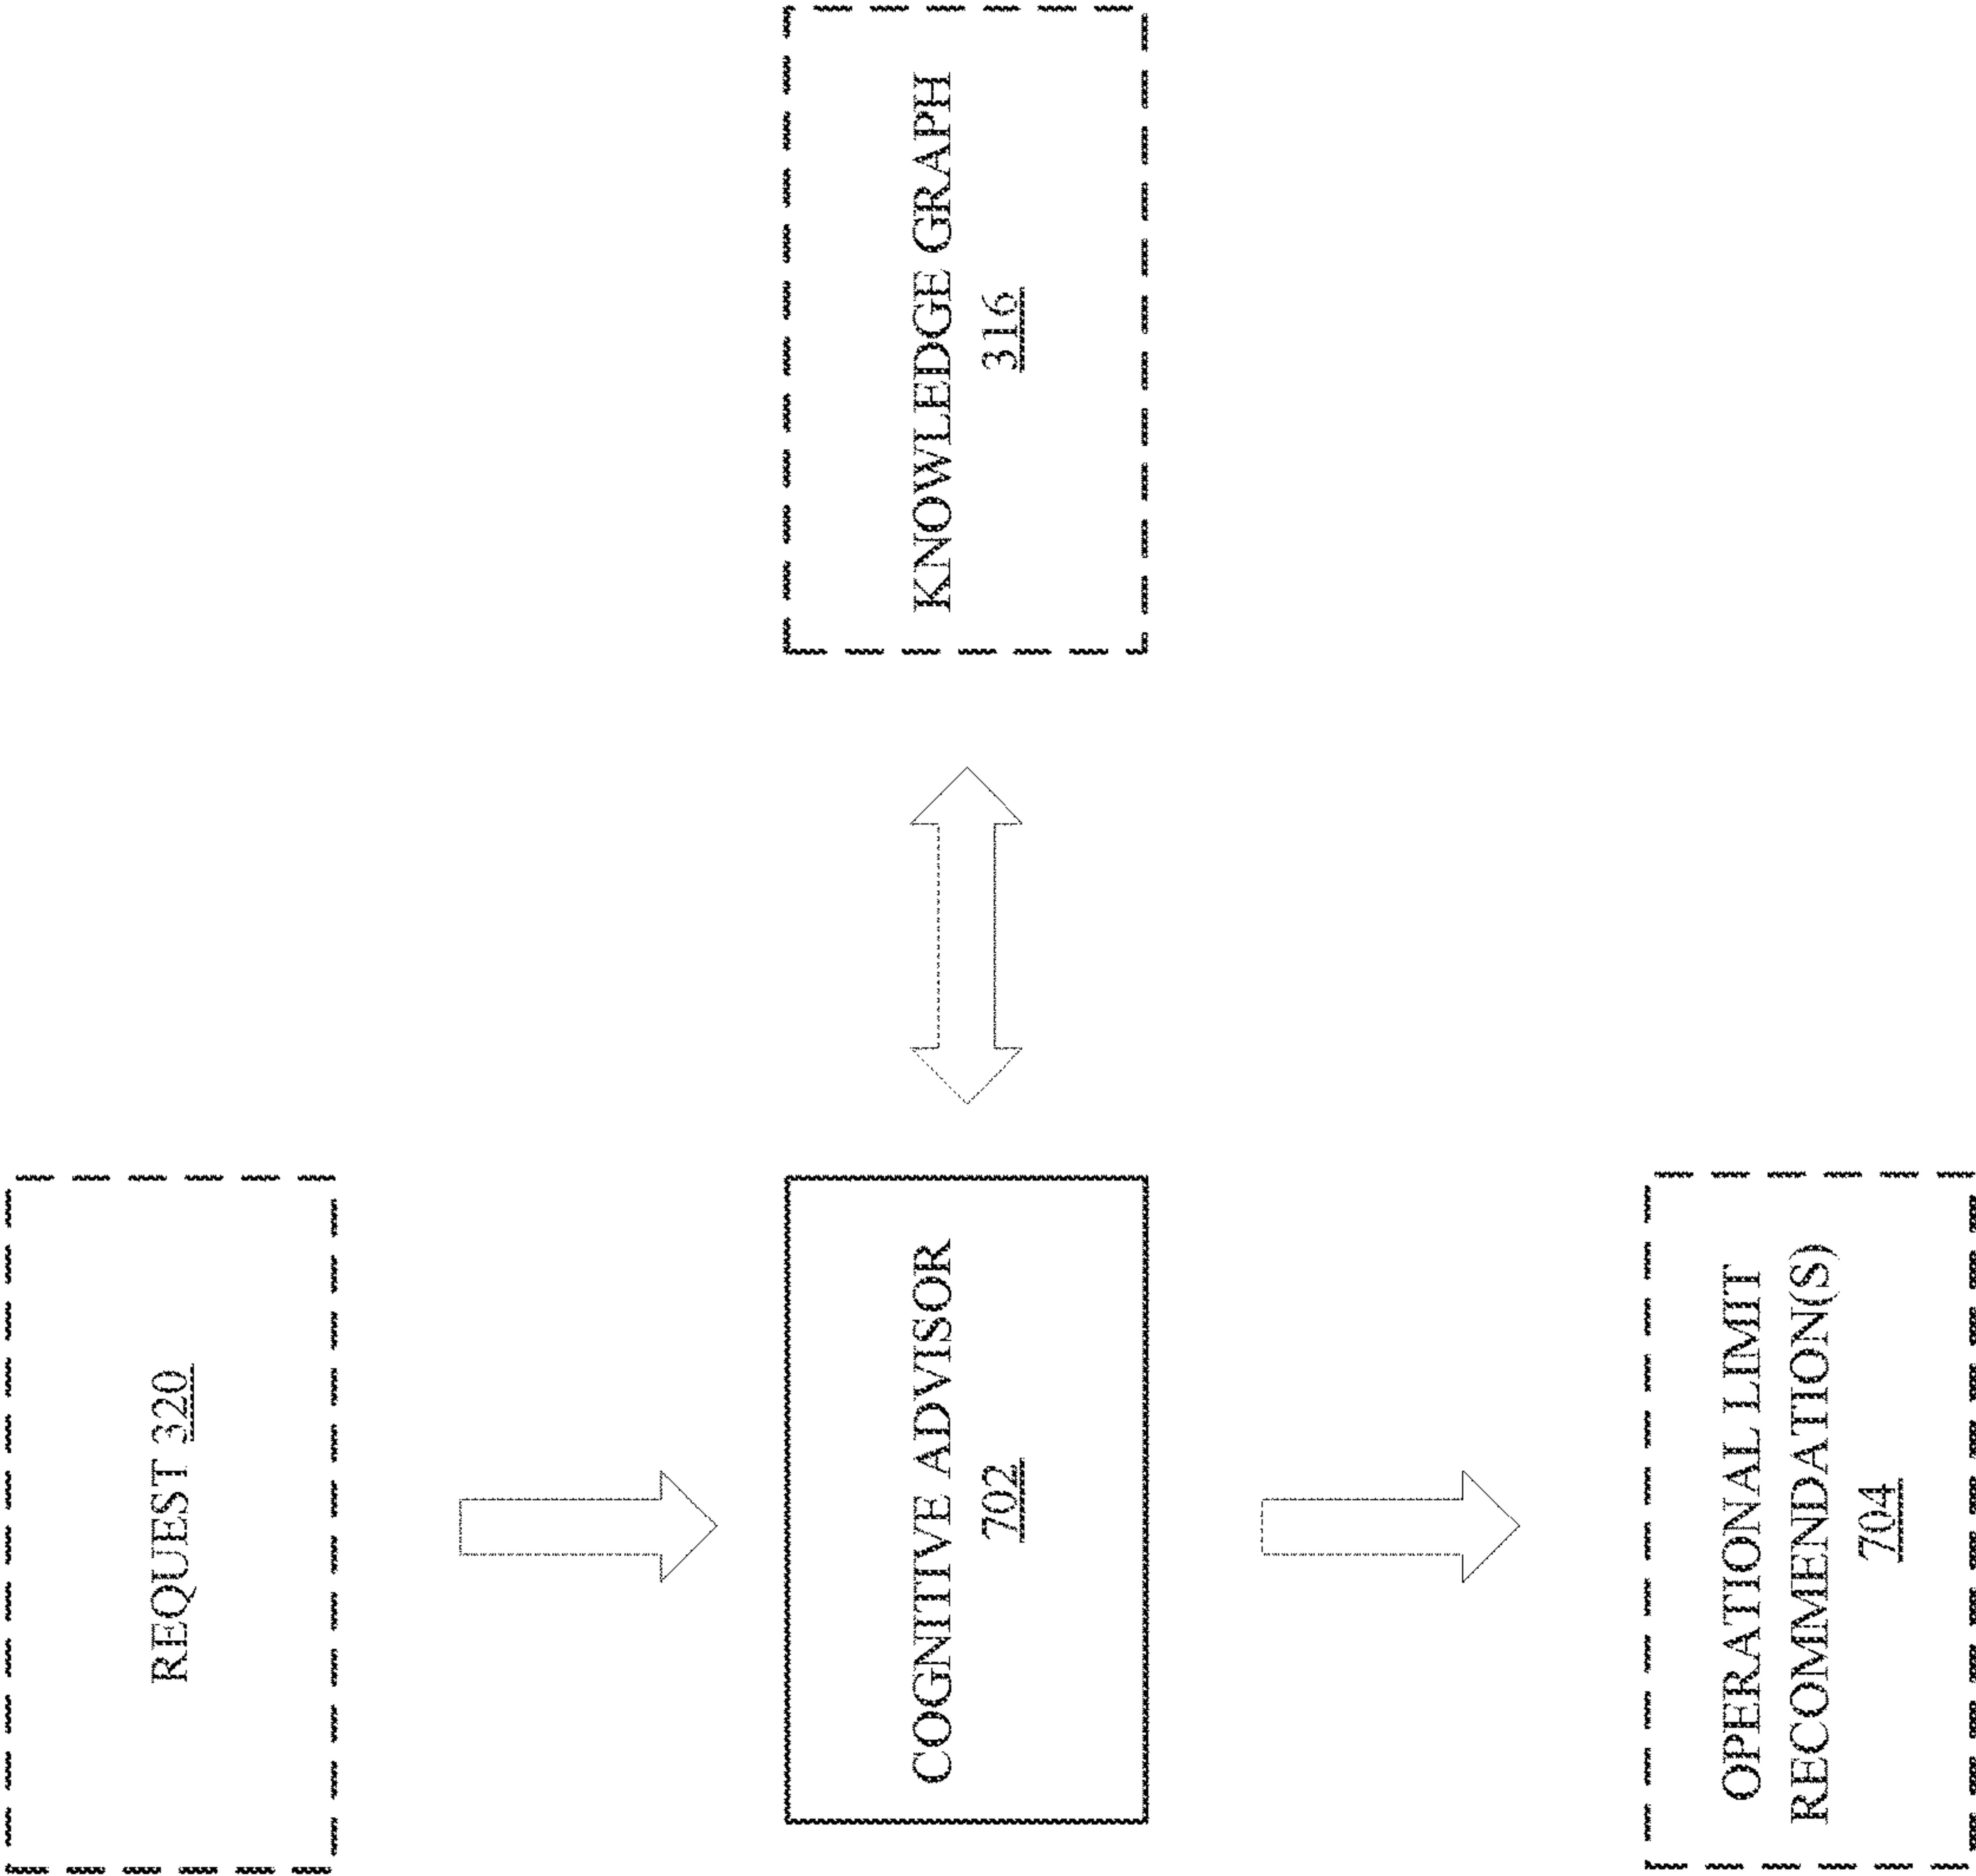 REQUEST 320
COGNITIVE ADVISOR
702
KNOWLEDGE GRAPH
316
OPERATIONAL LIMIT
RECOMMENDATION(S)
704